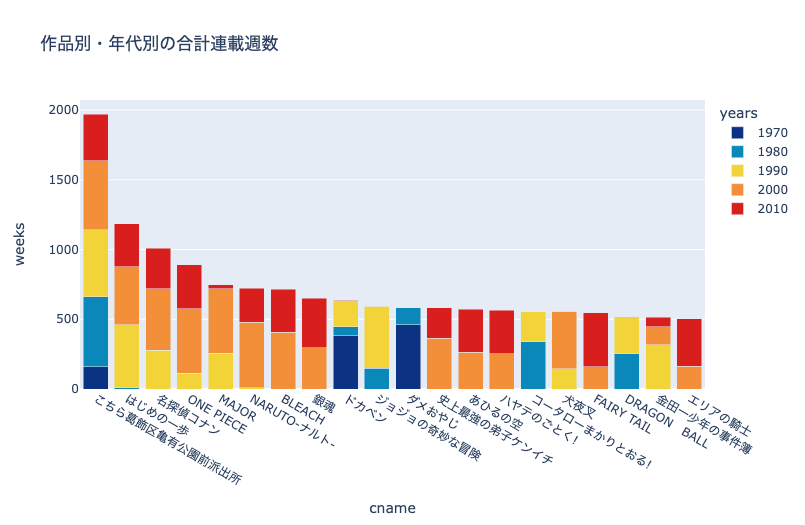 作品別・年代別の合計連載週数
years
1970
1980
1990
2000
2010
weeks
2000
1500
1000
500
0
こちら葛飾区亀有公園前派出所
はじめの一歩
名探偵コナン
ONE PIECE
MAJOR
NARUTO-ナルト-
BLEACH
銀魂
ドカベン
ジョジョの奇妙な冒険
ダメおやじ
史上最強の弟子ケンイチ
あひるの空
ハヤテのごとく!
コータローまかりとおる!
犬夜叉
FAIRY TAIL
DRAGON BALL
金田一少年の事件簿
エリアの騎士
cname